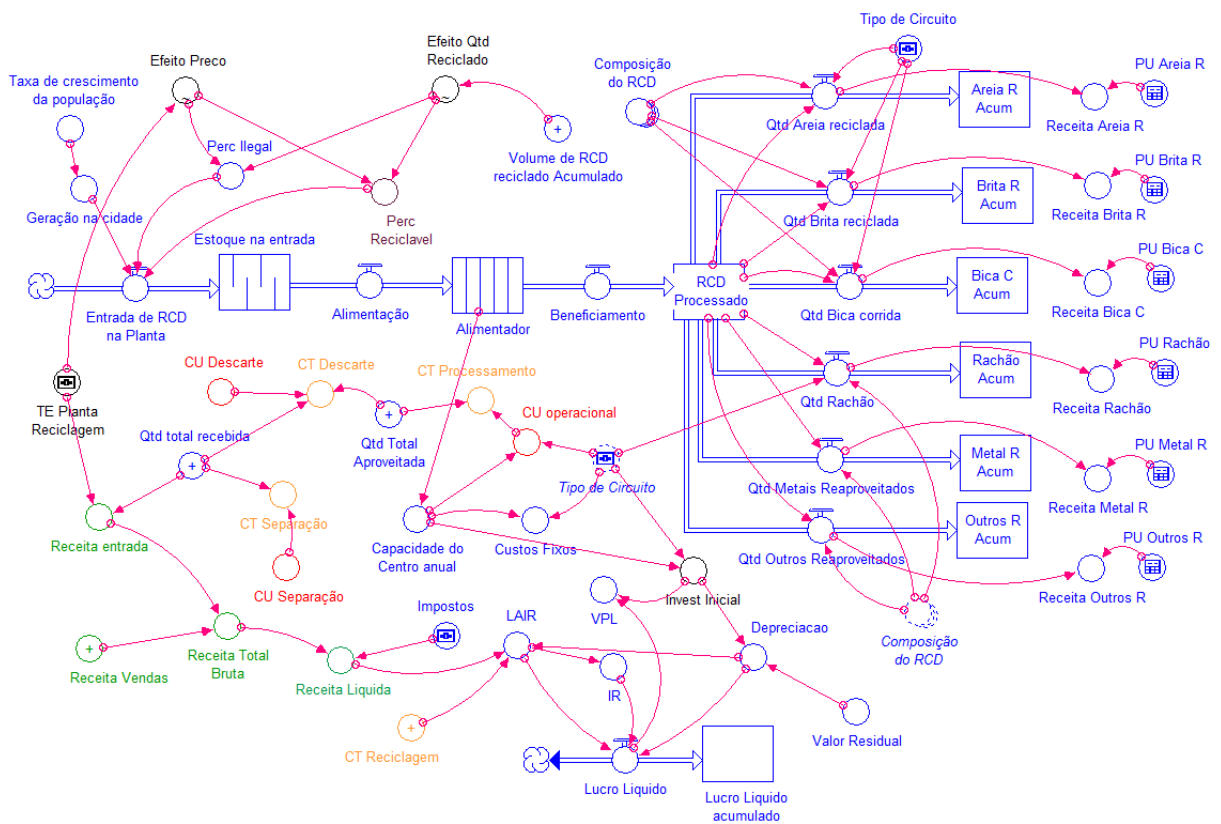 Tipo de Circuito
Efeito Qtd
Reciclado
Efeito Preco
Composição
do RCD
PU Areia R
Taxa de crescimento
da população
Areia R
Acum
Qtd Areia reciclada
Receita Areia R
Perc Ilegal
Volume de RCD
reciclado Acumulado
PU Brita R
Brita R
Acum
Geração na cidade
Perc
Reciclavel
Qtd Brita reciclada
Receita Brita R
Estoque na entrada
PU Bica C
RCD
Processado
Bica C
Acum
Entrada de RCD
na Planta
Alimentação
Alimentador
Beneficiamento
Qtd Bica corrida
Receita Bica C
PU Rachão
CU Descarte
CT Descarte
CT Processamento
Rachão
Acum
TE Planta
Reciclagem
Qtd Rachão
Receita Rachão
Qtd total recebida
Qtd Total
Aproveitada
CU operacional
PU Metal R
Metal R
Acum
Tipo de Circuito
Qtd Metais Reaproveitados
Receita Metal R
CT Separação
Receita entrada
Capacidade do
Centro anual
Custos Fixos
Outros R
Acum
PU Outros R
Qtd Outros Reaproveitados
CU Separação
Invest Inicial
Receita Outros R
Impostos
LAIR
VPL
Depreciacao
Composição
do RCD
Receita Vendas
Receita Total
Bruta
Receita Liquida
IR
CT Reciclagem
Valor Residual
Lucro Liquido
Lucro Liquido
acumulado